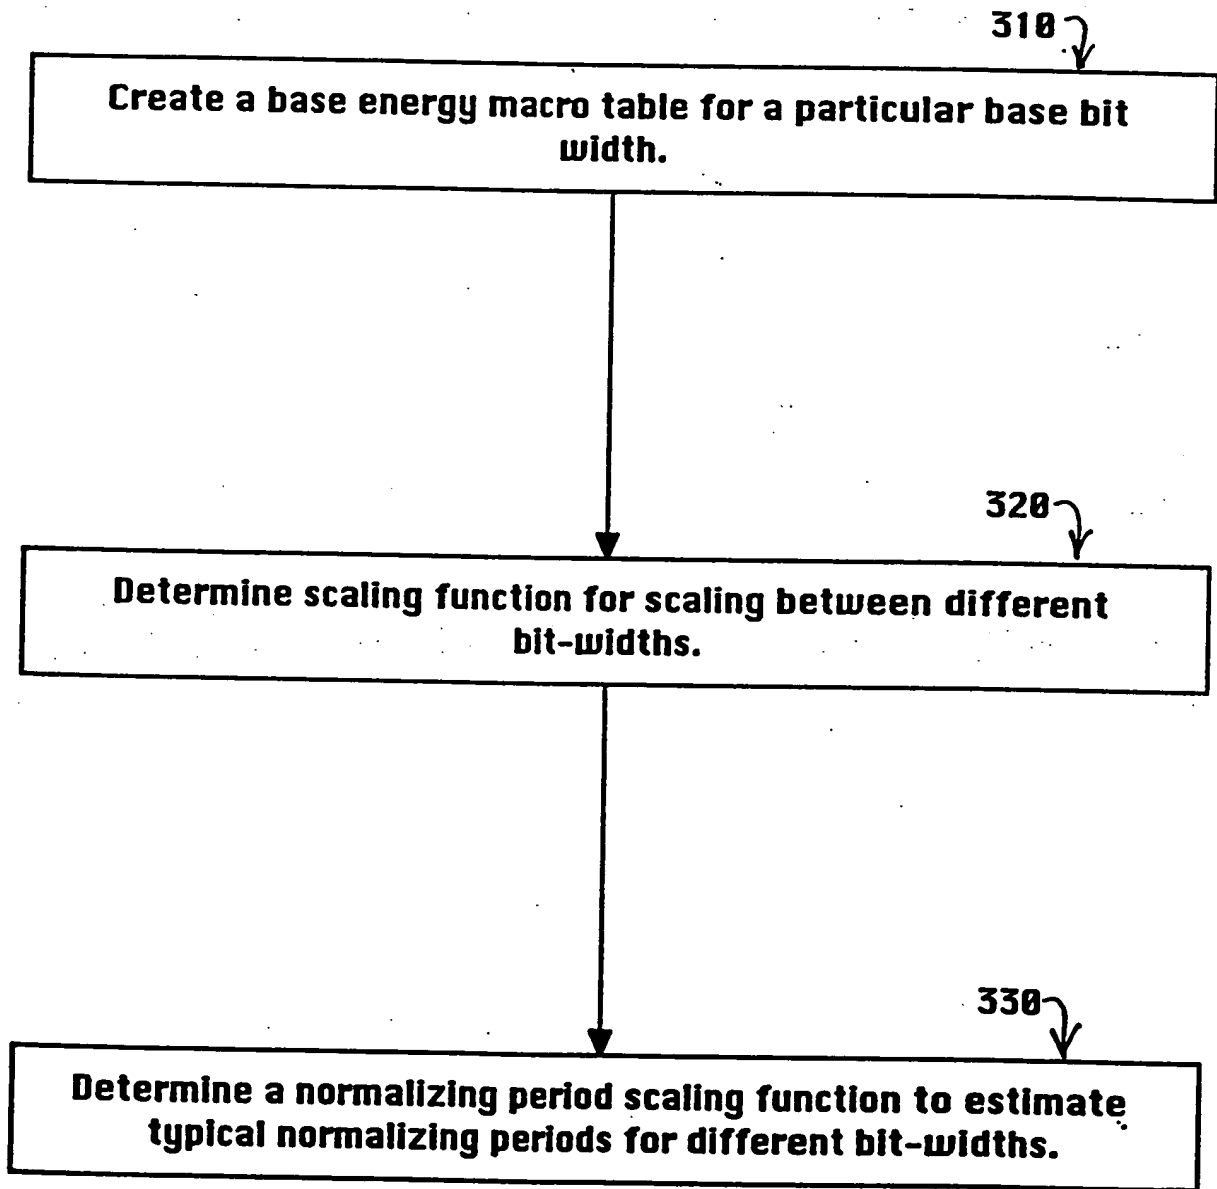 310
Create a base energy macro table for a particular base bit
width.
320
Determine scaling function for scaling between different
bit-widths.
330
Determine a normalizing period scaling function to estimate
typical normalizing periods for different bit-widths.